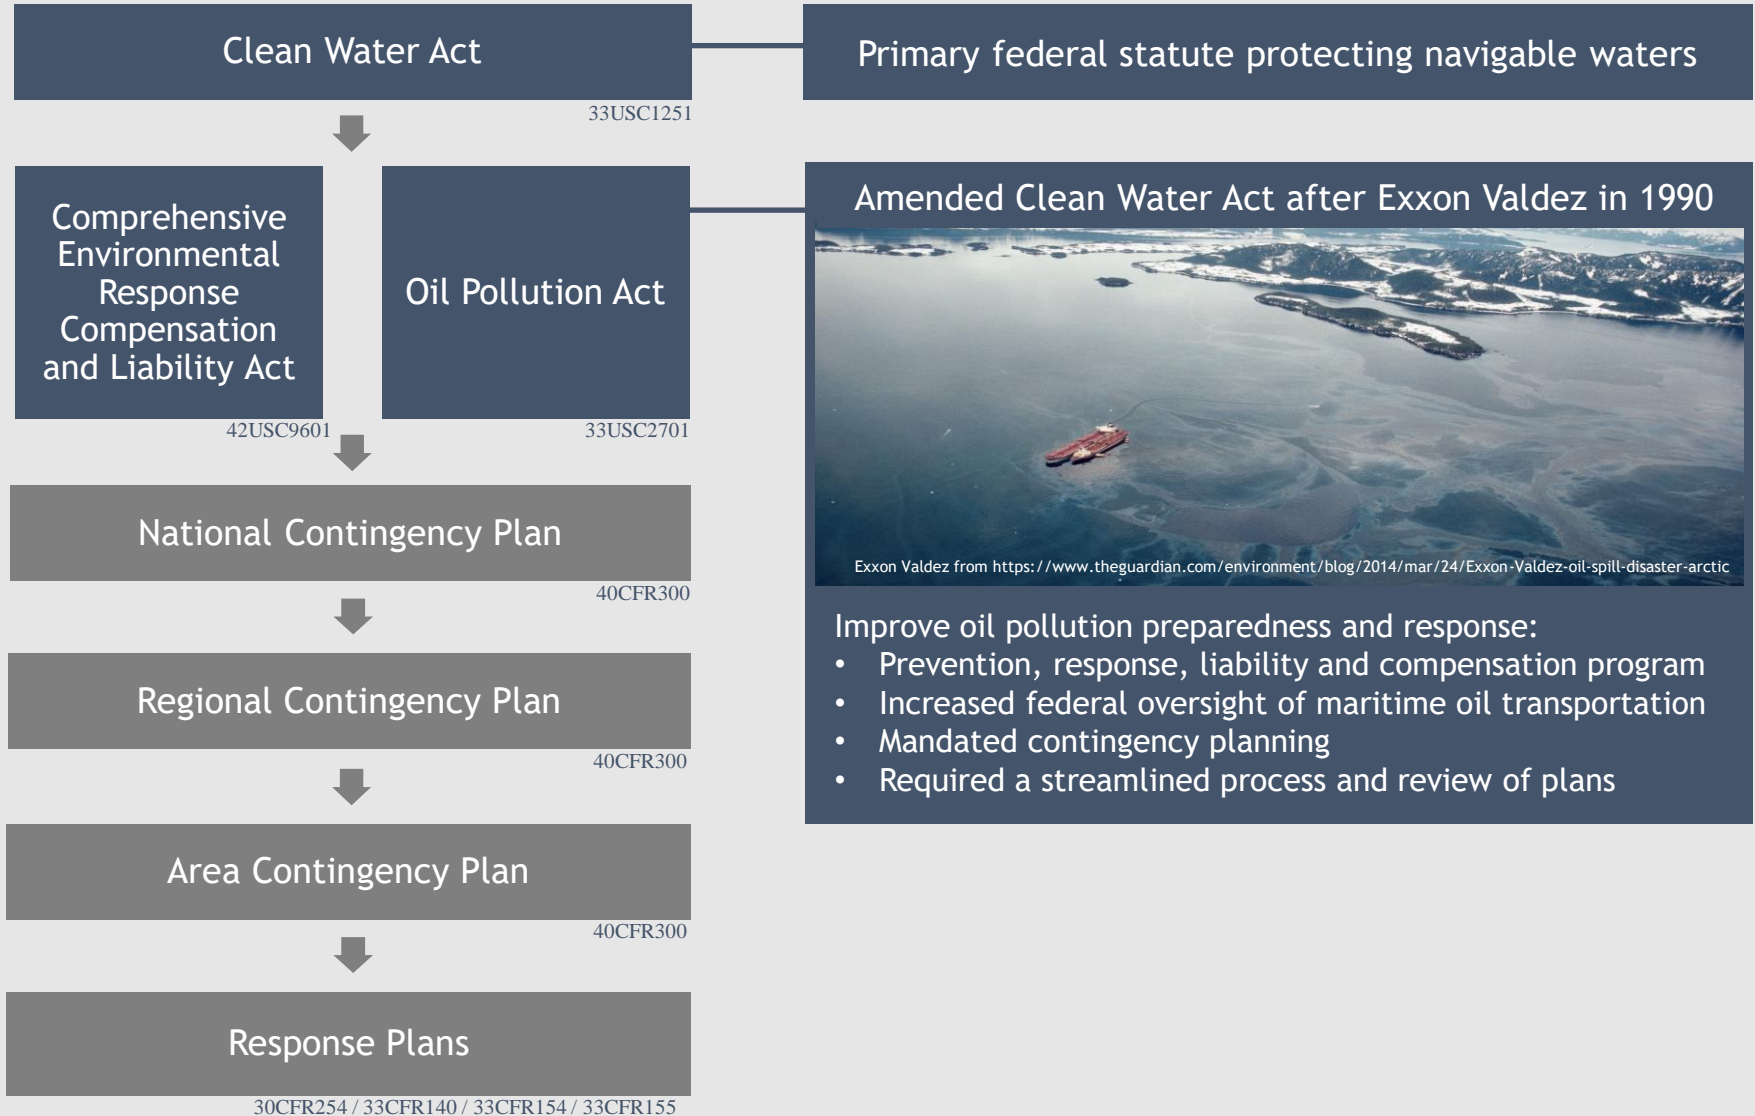 Clean Water Act
33USC1251
Primary federal statute protecting navigable waters
Comprehensive
Environmental
Response
Compensation
and Liability Act
42USC9601
Oil Pollution Act
33USC2701
Amended Clean Water Act after Exxon Valdez in 1990
Exxon Valdez from https://www.theguardian.com/environment/blog/2014/mar/24/Exxon-Valdez-oil-spill-disaster-arctic
Improve oil pollution preparedness and response:
• Prevention, response, liability and compensation program
• Increased federal oversight of maritime oil transportation
• Mandated contingency planning
• Required a streamlined process and review of plans
National Contingency Plan
40CFR300
Regional Contingency Plan
40CFR300
Area Contingency Plan
40CFR300
Response Plans
30CFR254 / 33CFR140 / 33CFR154 / 33CFR155